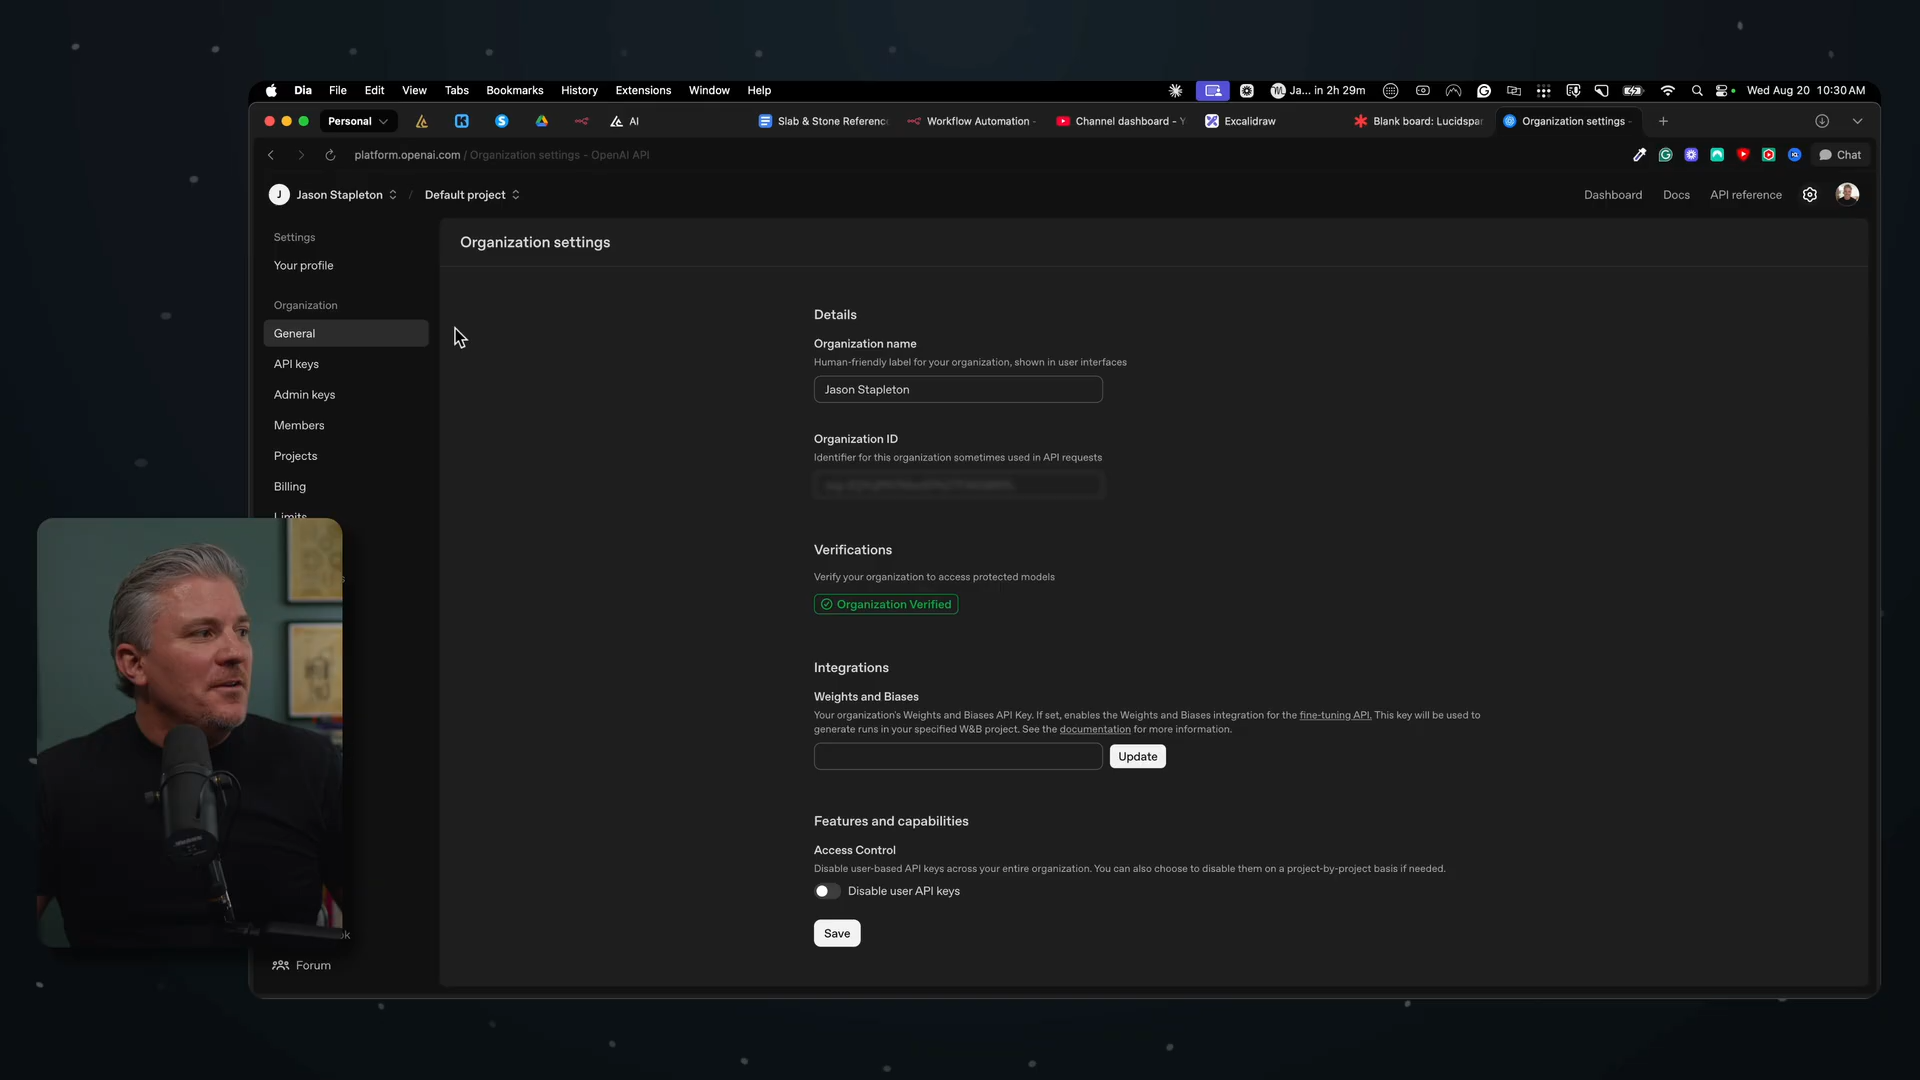 Dia File Edit View Tabs Bookmarks History Extensions Window Help
Ja... in 2h 29m
Wed Aug 20 10:30 AM
Personal
AI
Slab & Stone Referenc
Workflow Automation -
Channel dashboard - Y
Excalidraw
Blank board: Lucidspar
Organization settings -
platform.openai.com / Organization settings – OpenAI API
Chat
J Jason Stapleton / Default project
Dashboard Docs API reference
Settings
Your profile
Organization
General
API keys
Admin keys
Members
Projects
Billing
Limits
Forum
Organization settings
Details
Organization name
Human-friendly label for your organization, shown in user interfaces
Jason Stapleton
Organization ID
Identifier for this organization sometimes used in API requests
Verifications
Verify your organization to access protected models
Organization Verified
Integrations
Weights and Biases
Your organization's Weights and Biases API Key. If set, enables the Weights and Biases integration for the fine-tuning API. This key will be used to
generate runs in your specified W&B project. See the documentation for more information.
Update
Features and capabilities
Access Control
Disable user-based API keys across your entire organization. You can also choose to disable them on a project-by-project basis if needed.
Disable user API keys
Save